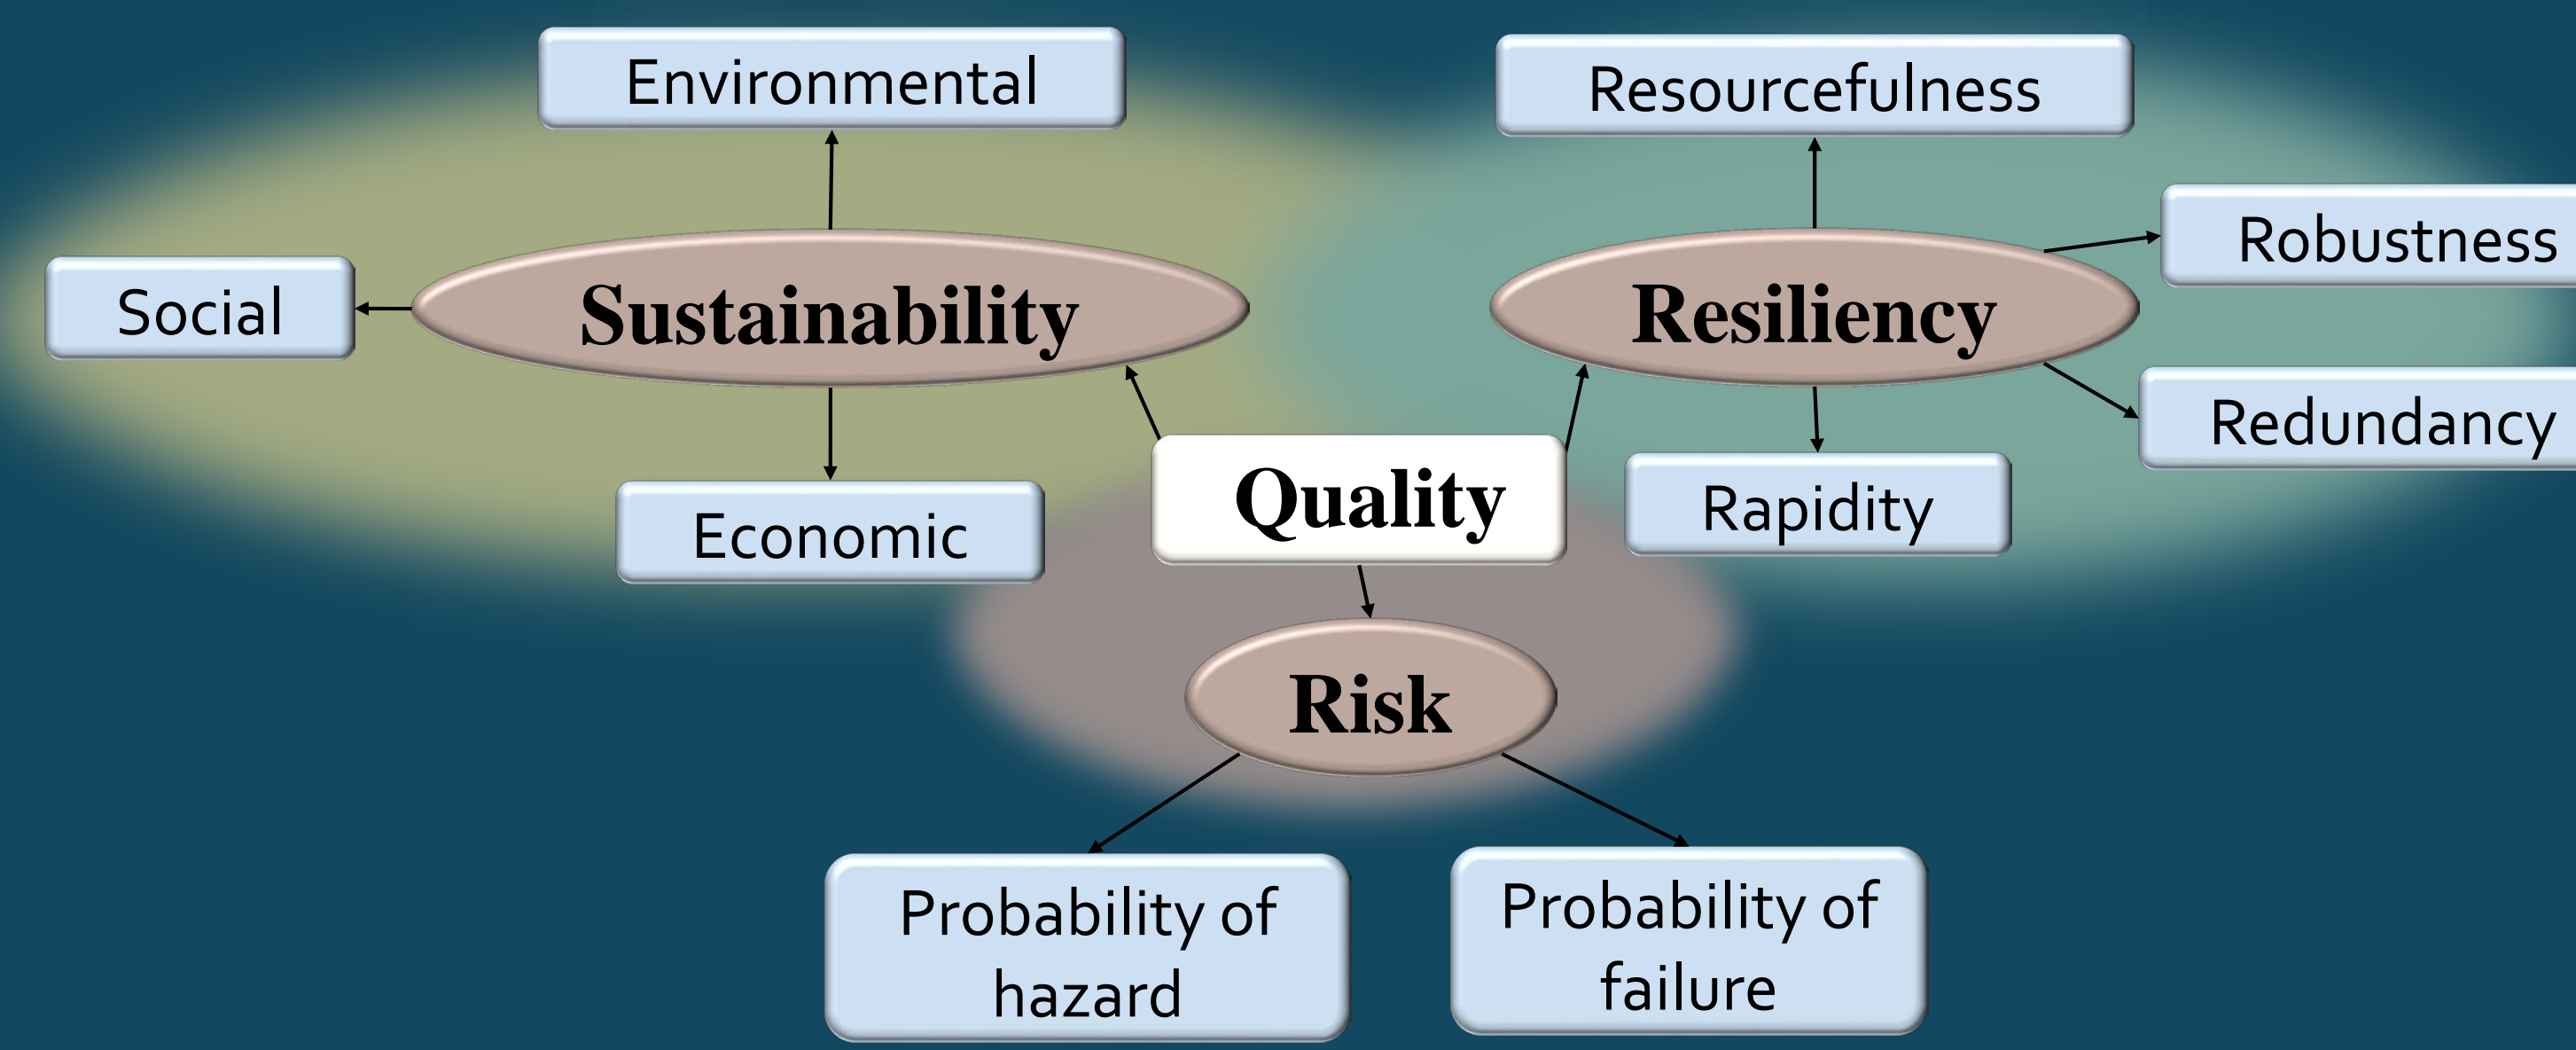 Environmental
Resourcefulness
Robustness
Social
Sustainability
Resiliency
Redundancy
Quality
Rapidity
Economic
Risk
Probability of
hazard
Probability of
failure